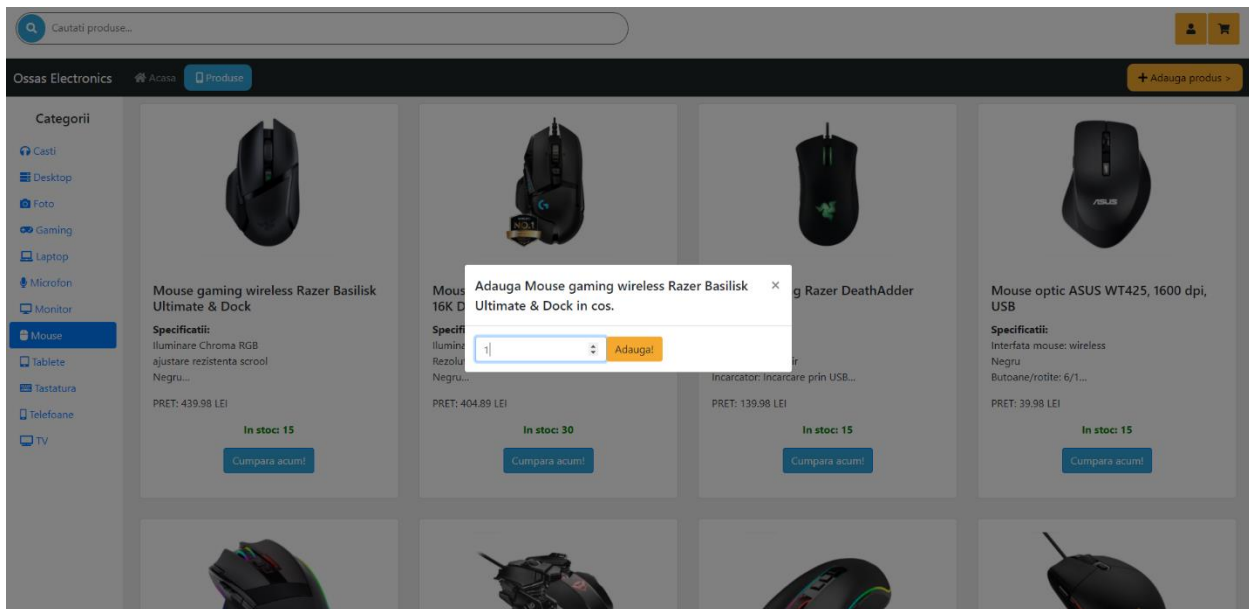 Cautati produse...
Ossas Electronics
Acasa
Produse
+ Adauga produs >
Categorii
Casti
Desktop
Foto
Gaming
Laptop
Microfon
Monitor
Mouse
Tablete
Tastatura
Telefoane
TV
Mouse gaming wireless Razer Basilisk
Ultimate & Dock
Specificatii:
Iluminare Chroma RGB
ajustare rezistenta scrool
Negru...
PRET: 439.98 LEI
In stoc: 15
Cumpara acum!
NO.1
16K
Negru...
PRET: 404.89 LEI
In stoc: 30
Cumpara acum!
Adauga Mouse gaming wireless Razer Basilisk
Ultimate & Dock in cos.
×
1
Adauga!
Razer DeathAdder
Incarcator: Incarcare prin USB...
PRET: 139.98 LEI
In stoc: 15
Cumpara acum!
ASUS
Mouse optic ASUS WT425, 1600 dpi,
USB
Specificatii:
Interfata mouse: wireless
Negru
Butoane/rotite: 6/1...
PRET: 39.98 LEI
In stoc: 15
Cumpara acum!